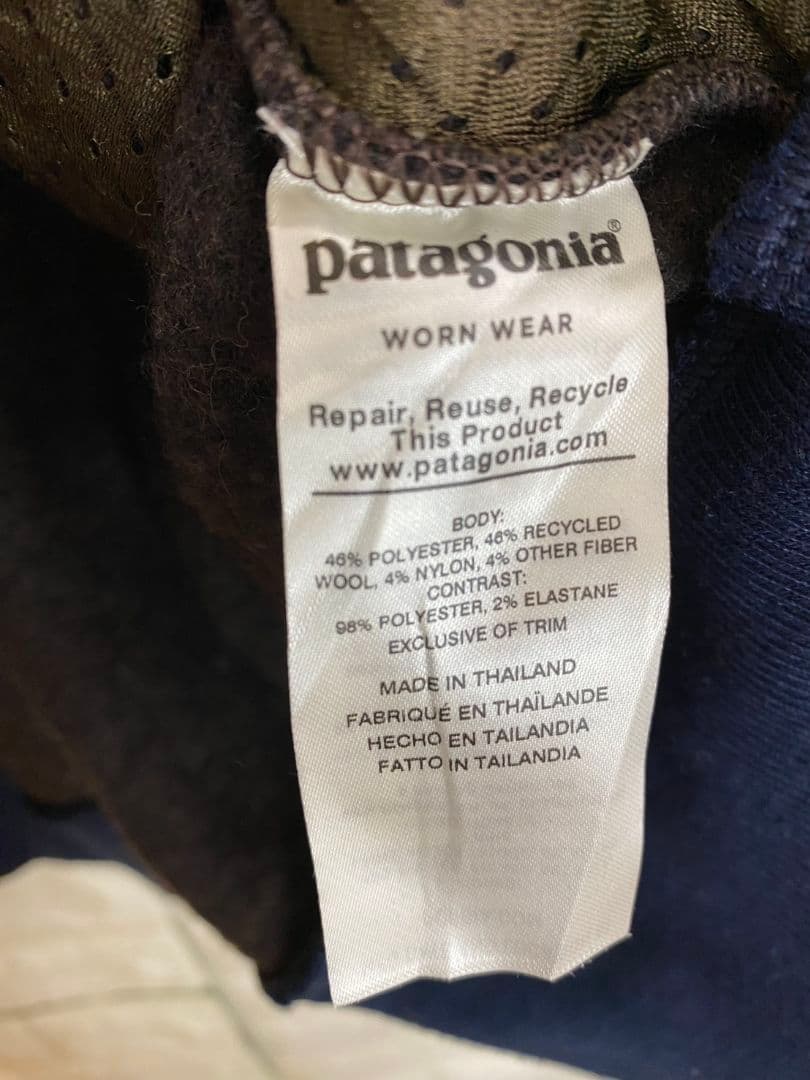 patagonia®
WORN WEAR
Repair, Reuse, Recycle
This Product
www.patagonia.com
BODY:
46% POLYESTER, 46% RECYCLED
WOOL, 4% NYLON, 4% OTHER FIBER
CONTRAST:
98% POLYESTER, 2% ELASTANE
EXCLUSIVE OF TRIM
MADE IN THAILAND
FABRIQUÉ EN THAÏLANDE
HECHO EN TAILANDIA
FATTO IN TAILANDIA